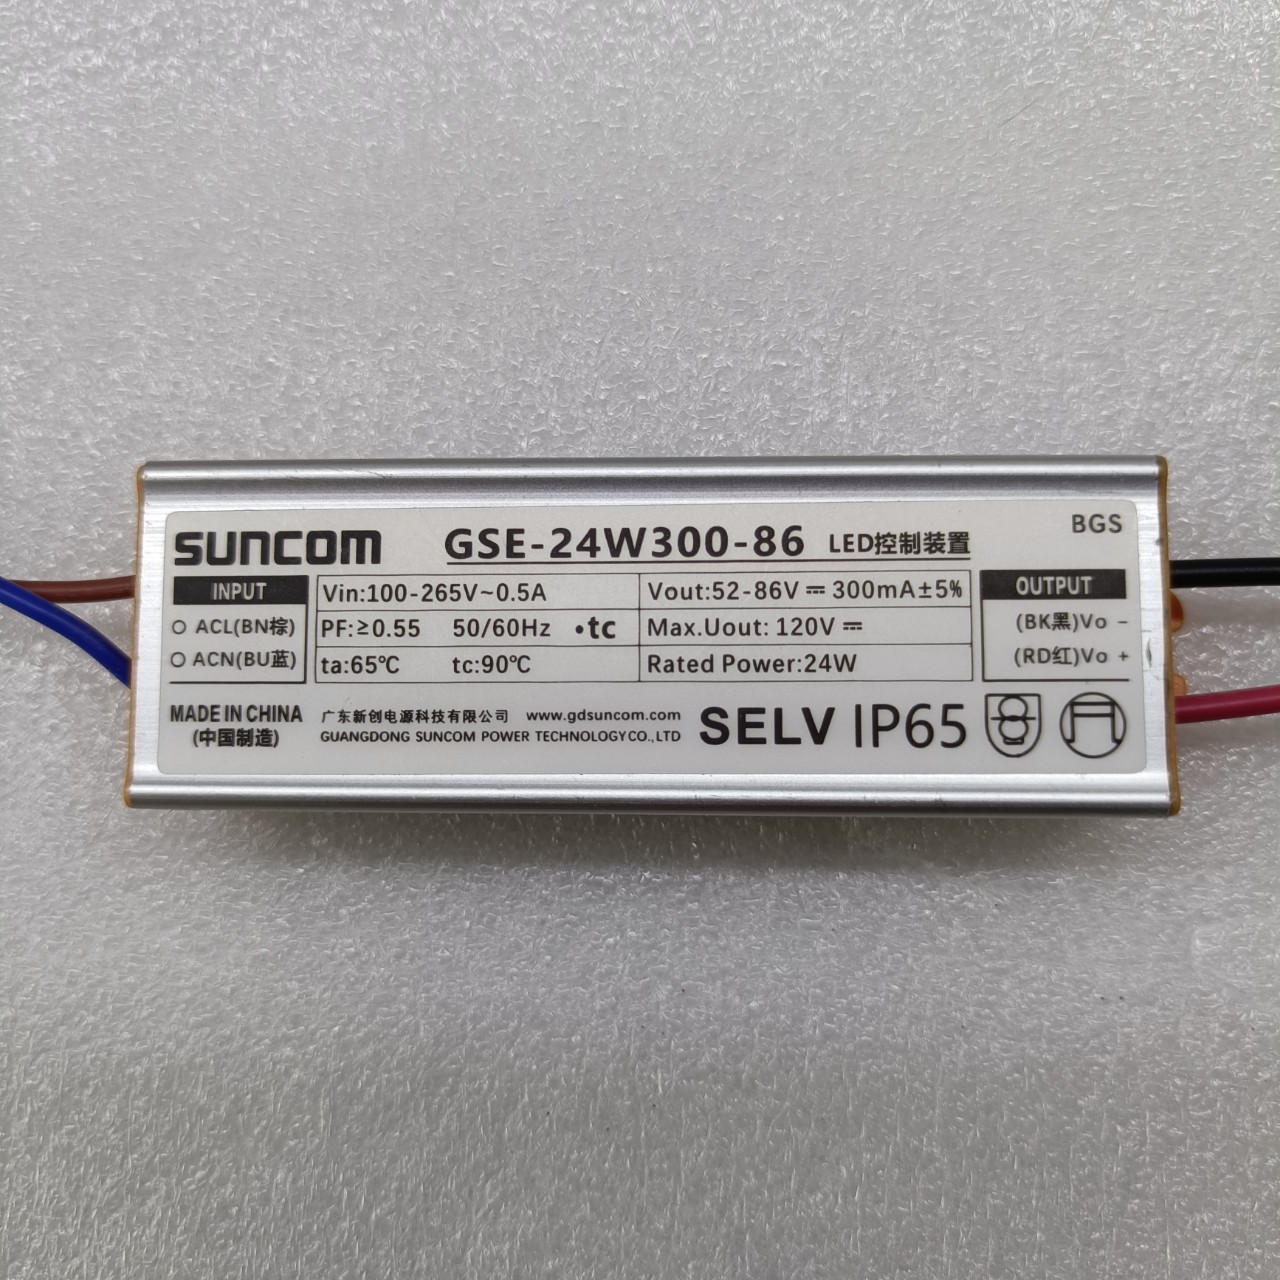 BGS
SUNCOM GSE-24W300-86 LED控制装置
INPUT
ACL(BN棕)
ACN(BU蓝)
Vin:100-265V~0.5A
PF:≥0.55 50/60Hz •tc
ta:65℃ tc:90℃
Vout:52-86V⎓300mA±5%
Max.Uout: 120V⎓
Rated Power:24W
OUTPUT
(BK黑)Vo -
(RD红)Vo +
MADE IN CHINA
(中国制造)
广东新创电源科技有限公司 www.gdsuncom.com
GUANGDONG SUNCOM POWER TECHNOLOGY CO.,LTD
SELV IP65